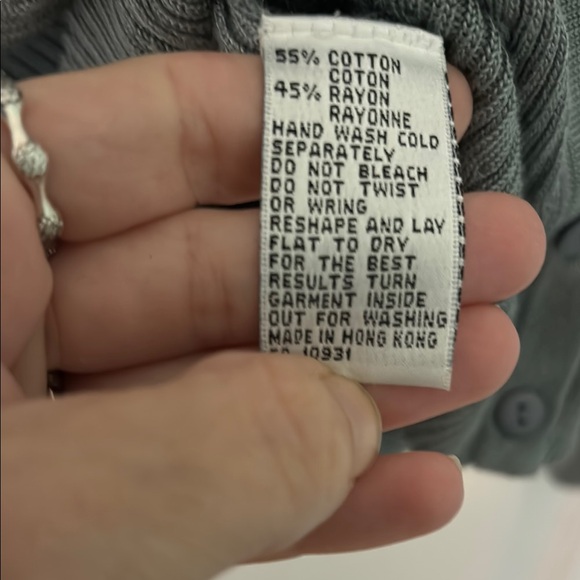 55% COTTON
COTON
45% RAYON
RAYONNE
HAND WASH COLD
SEPARATELY
DO NOT BLEACH
DO NOT TWIST
OR WRING
RESHAPE AND LAY
FLAT TO DRY
FOR THE BEST
RESULTS TURN
GARMENT INSIDE
OUT FOR WASHING
MADE IN HONG KONG
10931